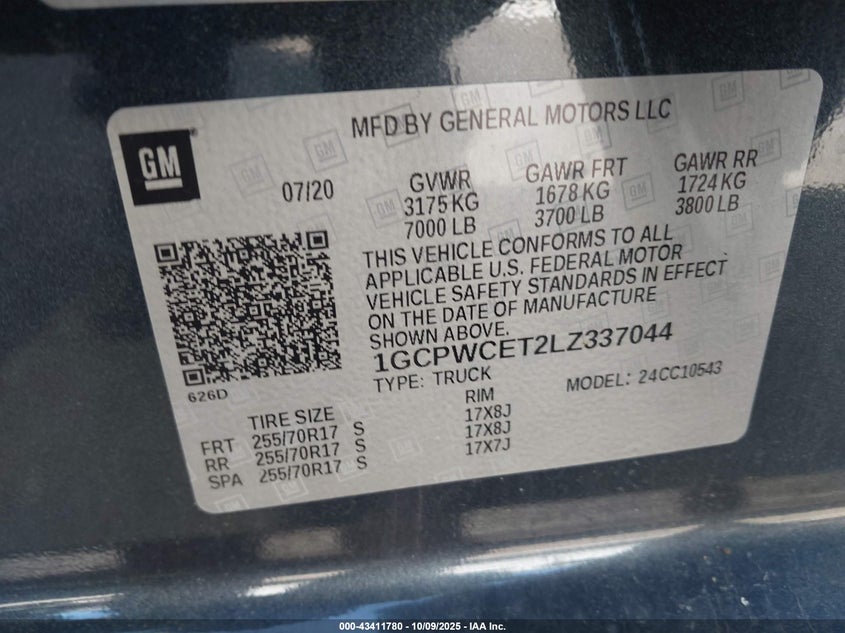 MFD BY GENERAL MOTORS LLC
GM
07/20
GVWR
3175 KG
7000 LB
GAWR FRT
1678 KG
3700 LB
GAWR RR
1724 KG
3800 LB
THIS VEHICLE CONFORMS TO ALL
APPLICABLE U.S. FEDERAL MOTOR
VEHICLE SAFETY STANDARDS IN EFFECT
ON THE DATE OF MANUFACTURE
SHOWN ABOVE.
1GCPWCET2LZ337044
TYPE: TRUCK
MODEL: 24CC10543
626D
TIRE SIZE
RIM
FRT 255/70R17 S 17X8J
RR 255/70R17 S 17X8J
SPA 255/70R17 S 17X7J
000-43411780 - 10/09/2025 - IAA Inc.